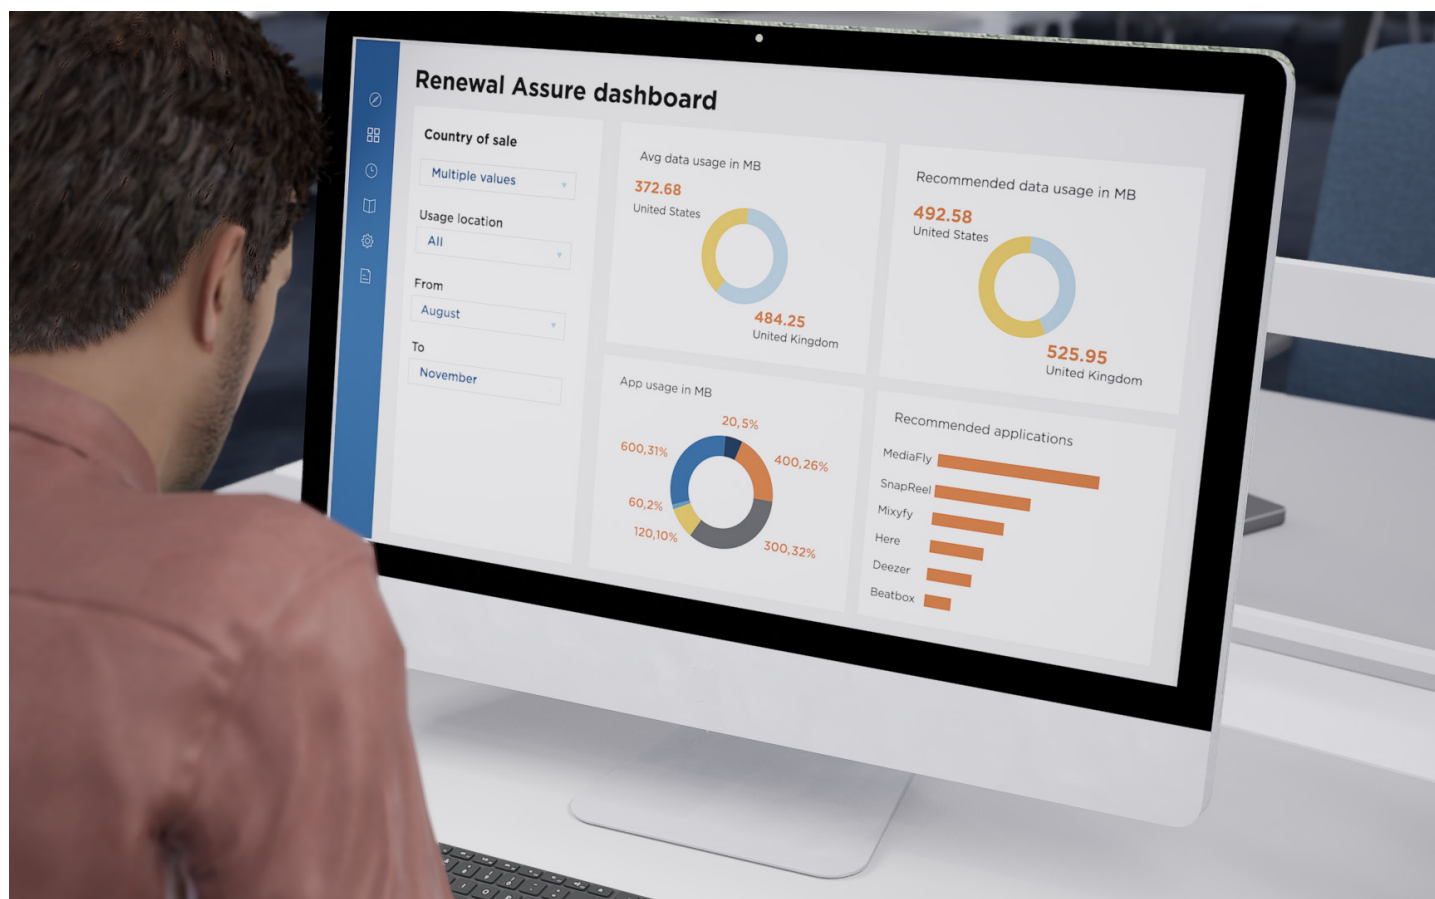 Renewal Assure dashboard
Country of sale
Multiple values
Usage location
All
From
August
To
November
Avg data usage in MB
372.68
United States
484.25
United Kingdom
Recommended data usage in MB
492.58
United States
525.95
United Kingdom
App usage in MB
20,5%
600,31%
400,26%
60,2%
120,10%
300,32%
Recommended applications
MediaFly
SnapReel
Mixyfy
Here
Deezer
Beatbox